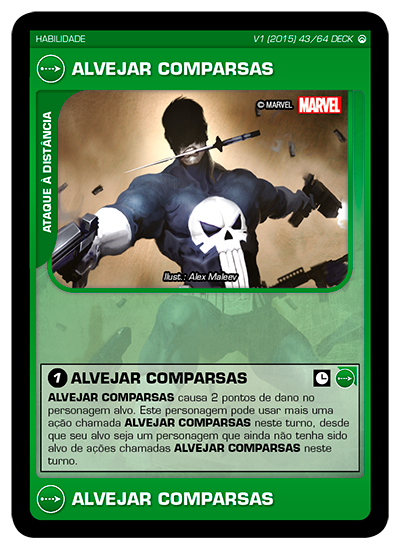 HABILIDADE
V1 (2015) 43/64 DECK
ALVEJAR COMPARSAS
ATAQUE À DISTÂNCIA
© MARVEL MARVEL
Ilust.: Alex Maleev
1 ALVEJAR COMPARSAS
ALVEJAR COMPARSAS causa 2 pontos de dano no
personagem alvo. Este personagem pode usar mais uma
ação chamada ALVEJAR COMPARSAS neste turno, desde
que seu alvo seja um personagem que ainda não tenha sido
alvo de ações chamadas ALVEJAR COMPARSAS neste
turno.
ALVEJAR COMPARSAS